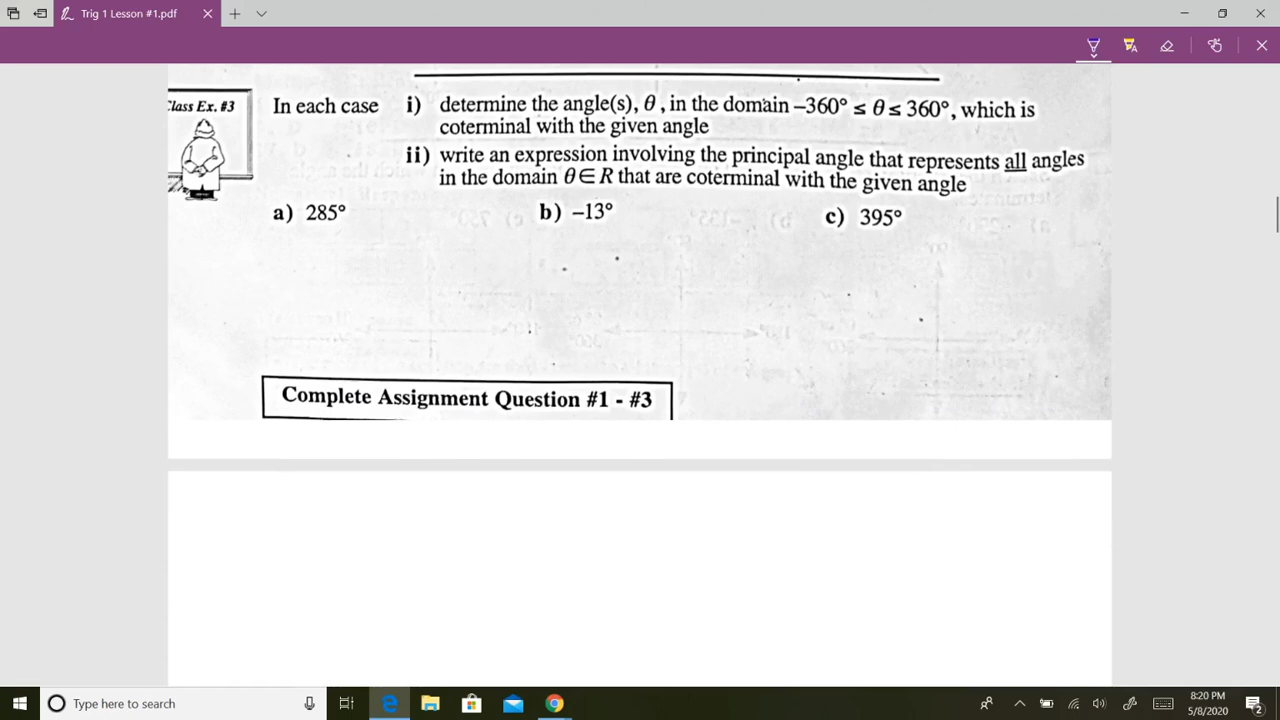 Trig 1 Lesson #1.pdf
lass Ex. #3
In each case i) determine the angle(s), θ, in the domain –360° ≤ θ ≤ 360°, which is
coterminal with the given angle
ii) write an expression involving the principal angle that represents all angles
in the domain θ ∈ R that are coterminal with the given angle
a) 285° b) –13° c) 395°
Complete Assignment Question #1 - #3
Type here to search
8:20 PM
5/8/2020
2